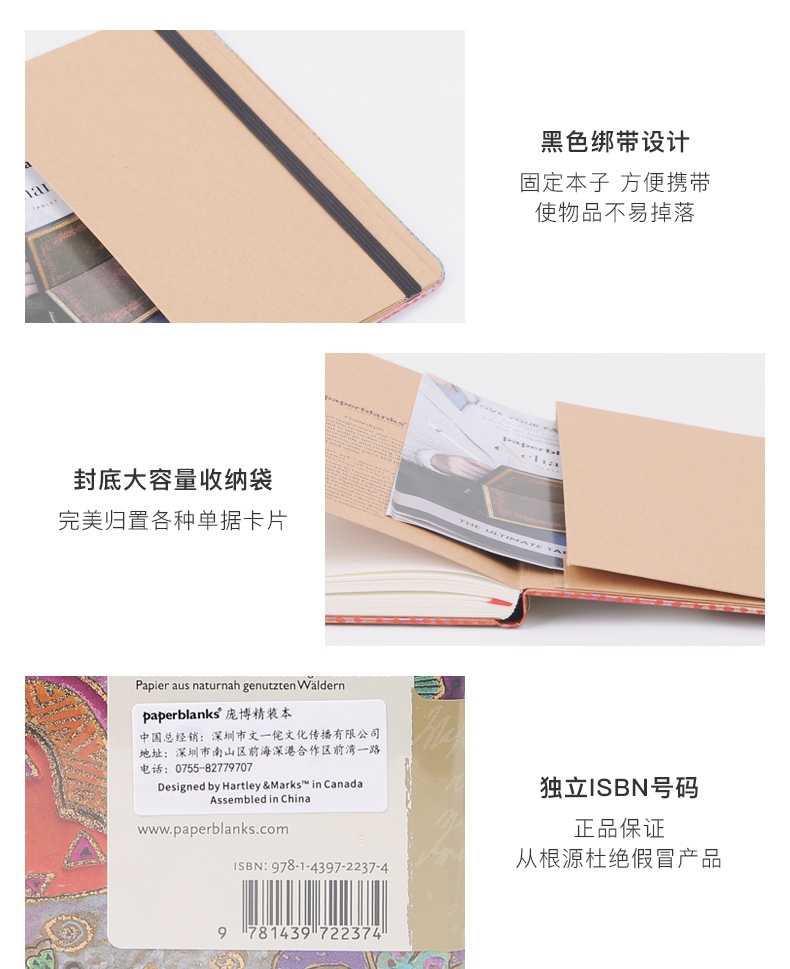 黑色绑带设计
固定本子 方便携带
使物品不易掉落
TABLET
封底大容量收纳袋
完美归置各种单据卡片
paperblanks
LOVE YOUR
paperbl
& cha
THE ULTIMATE TA
Papier aus naturnah genutzten Wäldern
paperblanks® 庞博精装本
中国总经销：深圳市文一侘文化传播有限公司
地址：深圳市南山区前海深港合作区前湾一路
电话：0755-82779707
Designed by Hartley &Marks™ in Canada
Assembled in China
www.paperblanks.com
ISBN: 978-1-4397-2237-4
9 781439 722374
独立ISBN号码
正品保证
从根源杜绝假冒产品